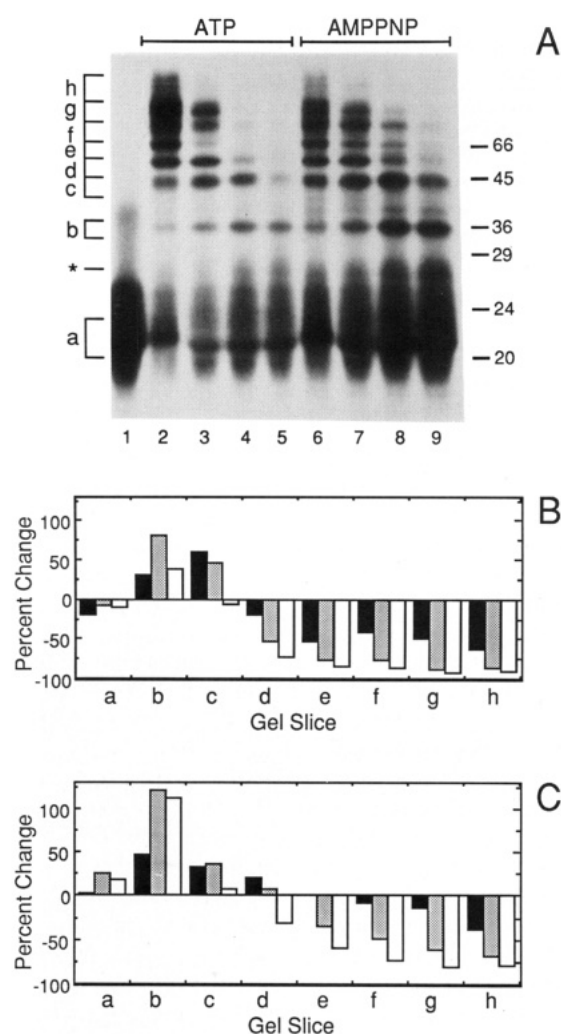 ATP AMPPNP
A
h
g
f
e
d
c
b
*
a
66
45
36
29
24
20
1 2 3 4 5 6 7 8 9
B
Percent Change
100
50
0
-50
-100
a b c d e f g h
Gel Slice
C
Percent Change
100
50
0
-50
-100
a b c d e f g h
Gel Slice